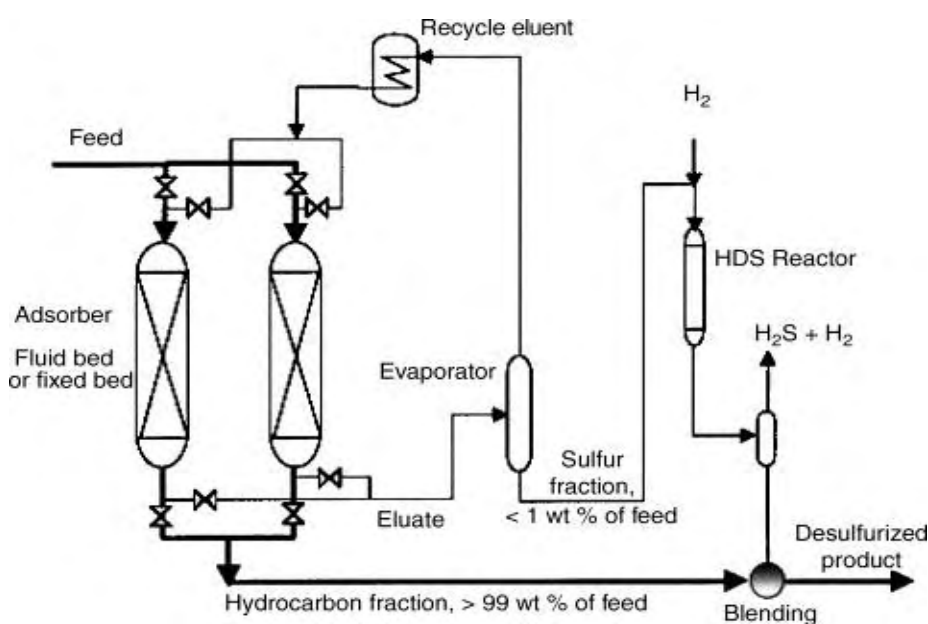 Recycle eluent
H₂
Feed
HDS Reactor
Adsorber
Fluid bed
or fixed bed
H₂S + H₂
Evaporator
Sulfur
fraction,
< 1 wt % of feed
Eluate
Desulfurized
product
Hydrocarbon fraction, > 99 wt % of feed
Blending